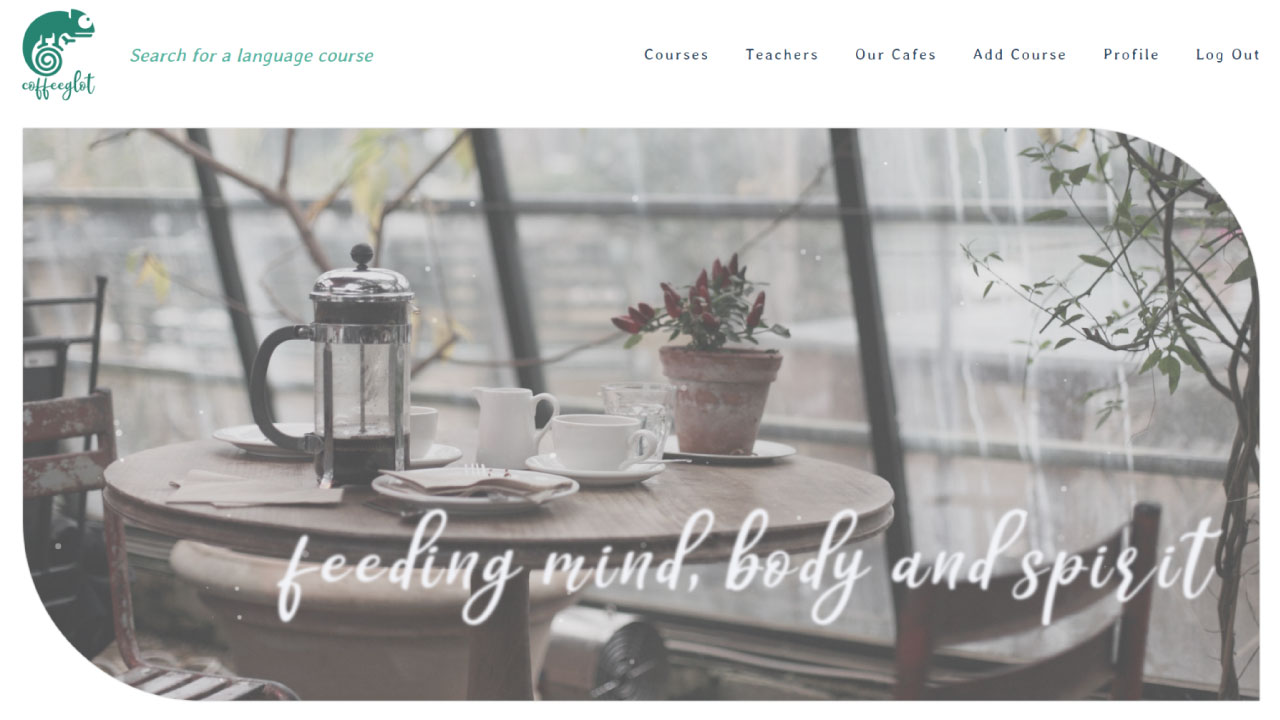 coffeeglot
Search for a language course
Courses Teachers Our Cafes Add Course Profile Log Out
feeding mind, body and spirit